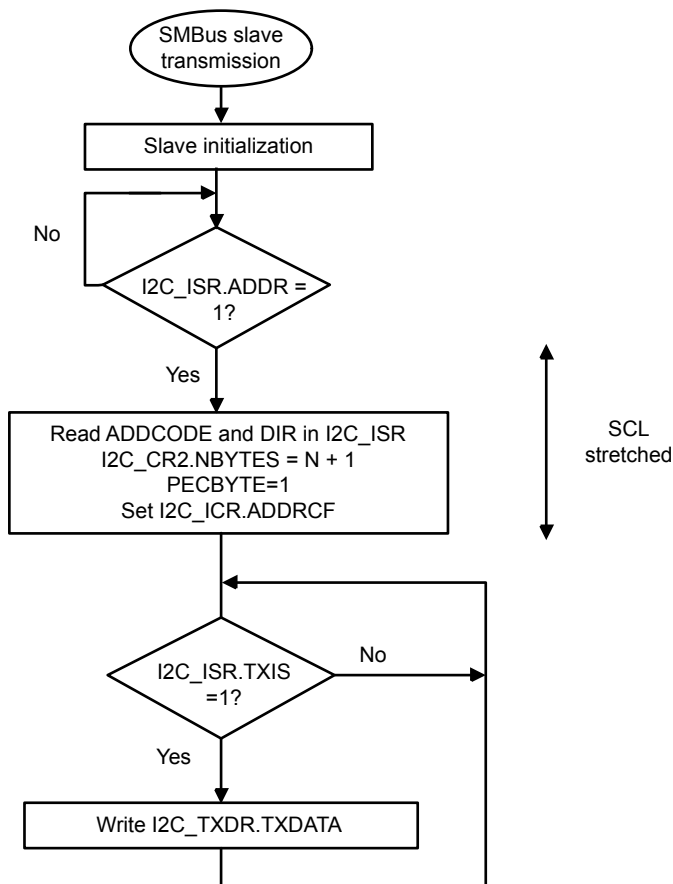 SMBus slave
transmission
Slave initialization
No
I2C_ISR.ADDR =
1?
Yes
Read ADDCODE and DIR in I2C_ISR
I2C_CR2.NBYTES = N + 1
PECBYTE=1
Set I2C_ICR.ADDRCF
SCL
stretched
I2C_ISR.TXIS
=1?
No
Yes
Write I2C_TXDR.TXDATA